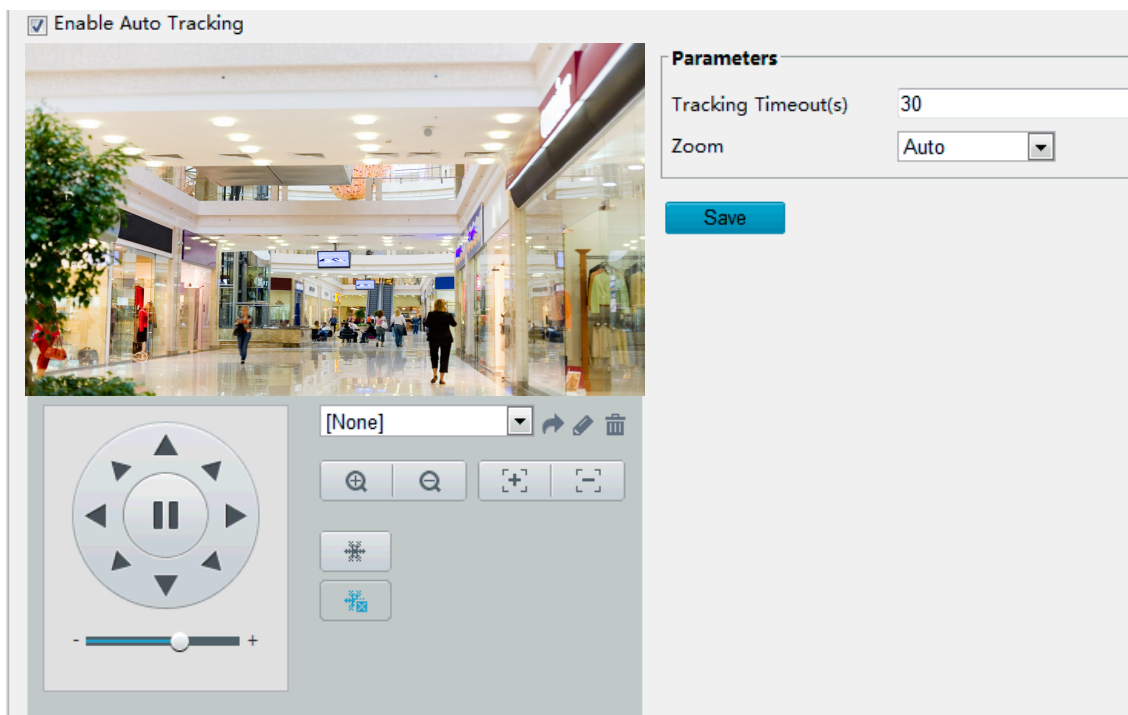 Enable Auto Tracking
Parameters
Tracking Timeout(s) 30
Zoom Auto
Save
[None]
- +